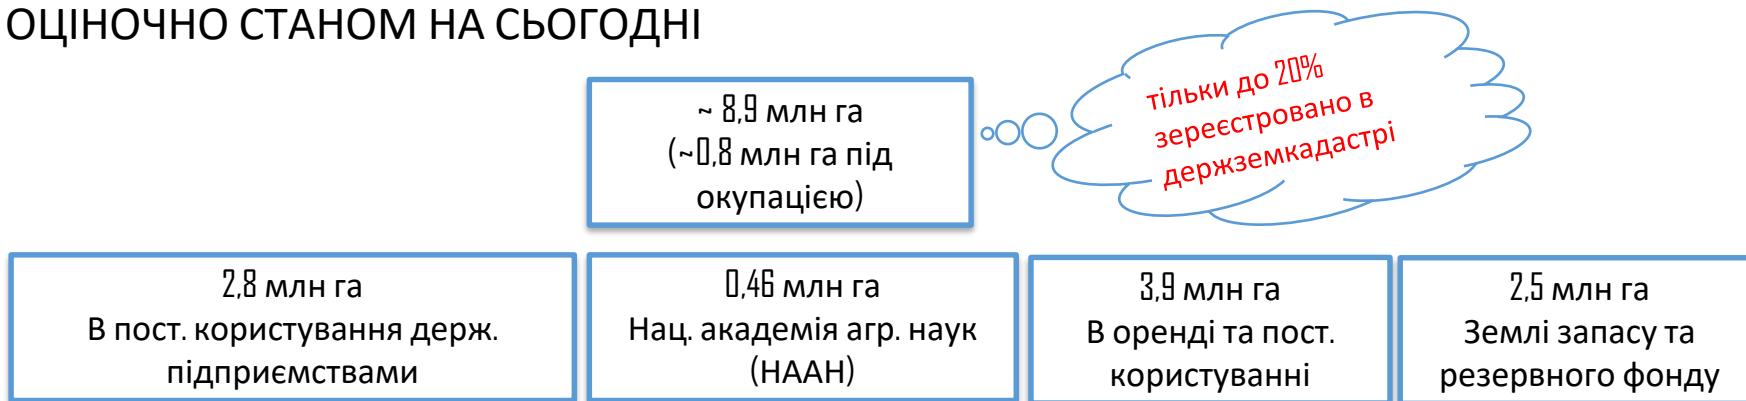 ОЦІНОЧНО СТАНОМ НА СЬОГОДНІ
~ 8,9 млн га
(~0,8 млн га під
окупацією)
тільки до 20%
зереєстровано в
держземкадастрі
2,8 млн га
В пост. користування держ.
підприємствами
0,46 млн га
Нац. академія агр. наук
(НААН)
3,9 млн га
В оренді та пост.
користуванні
2,5 млн га
Землі запасу та
резервного фонду